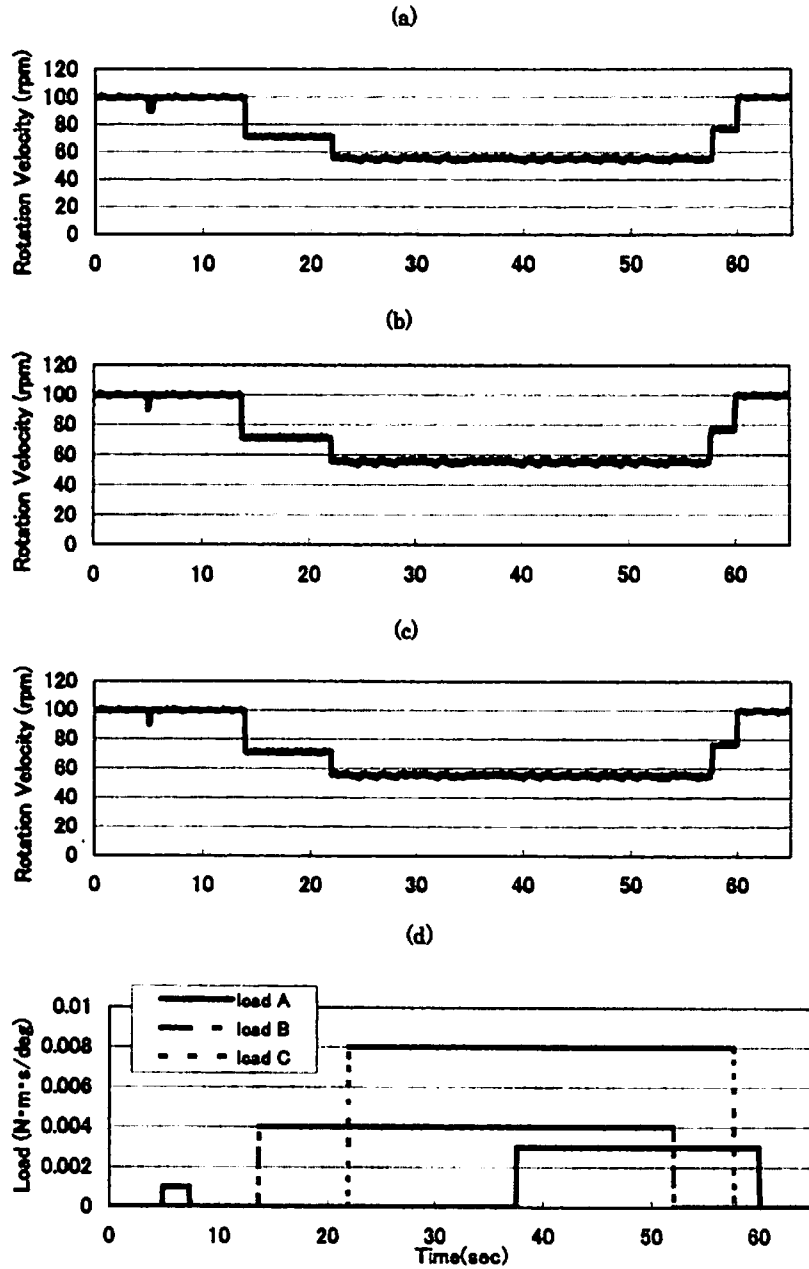 (a)
Rotation Velocity (rpm)
120
100
80
60
40
20
0
0 10 20 30 40 50 60
(b)
Rotation Velocity (rpm)
120
100
80
60
40
20
0
0 10 20 30 40 50 60
(c)
Rotation Velocity (rpm)
120
100
80
60
40
20
0
0 10 20 30 40 50 60
(d)
Load (N・m・s/deg)
0.01
0.008
0.006
0.004
0.002
0
load A
load B
load C
0 10 20 30 40 50 60
Time(sec)